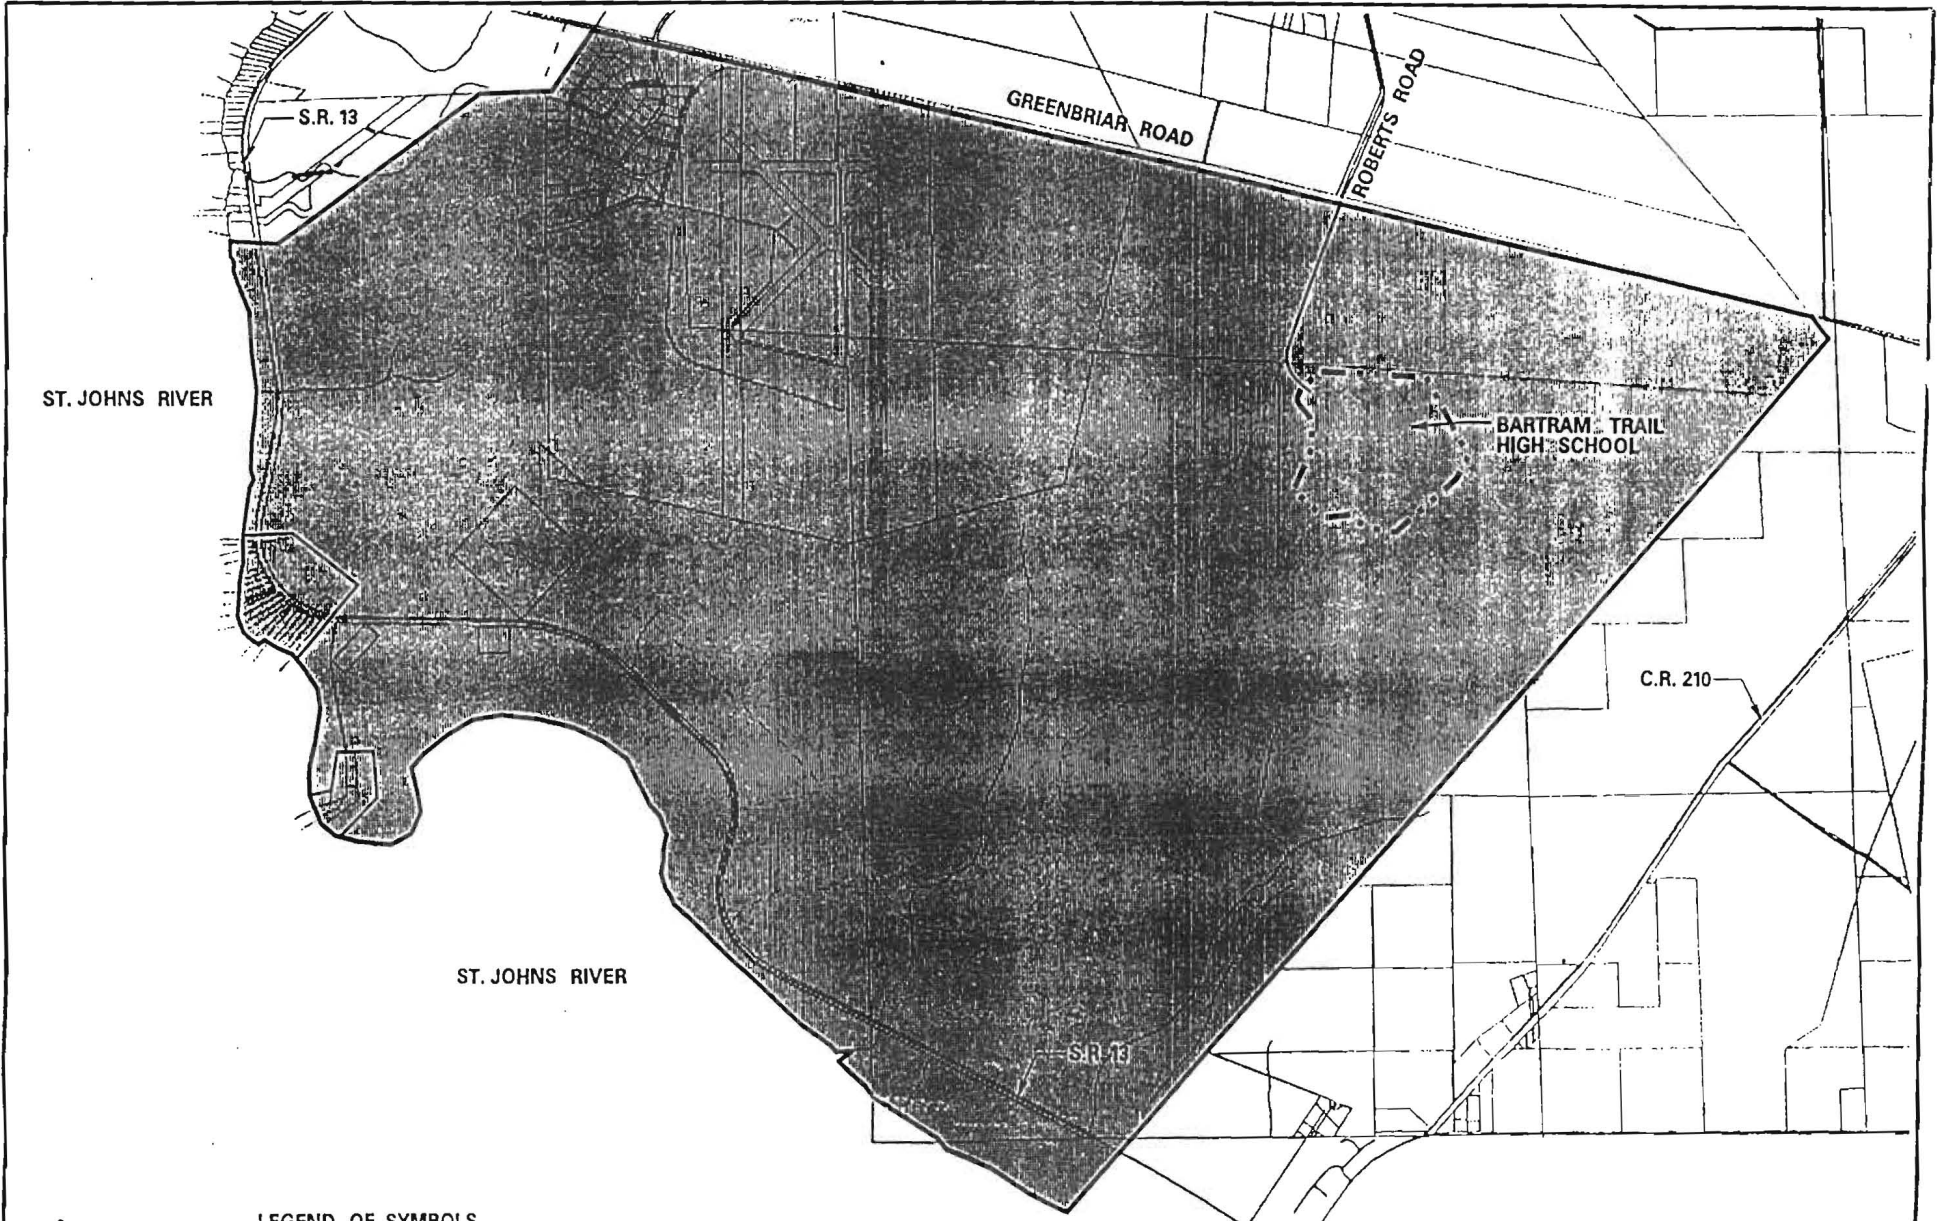 S.R. 13
GREENBRIAR ROAD
ROBERTS ROAD
ST. JOHNS RIVER
BARTRAM TRAIL
HIGH SCHOOL
C.R. 210
ST. JOHNS RIVER
S.R. 13
LEGEND OF SYMBOLS